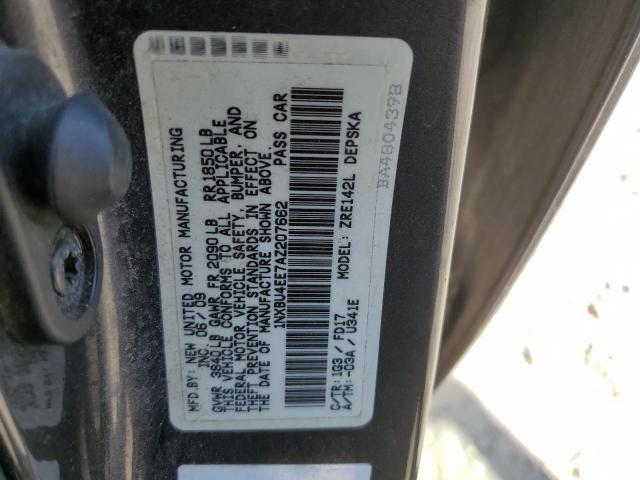 MFD.BY: NEW UNITED MOTOR MANUFACTURING
INC. 06/09
GVWR 3840LB GAWR FR 2090LB RR 1850LB
THIS VEHICLE CONFORMS TO ALL APPLICABLE
FEDERAL MOTOR VEHICLE SAFETY, BUMPER, AND
THEFT PREVENTION STANDARDS IN EFFECT ON
THE DATE OF MANUFACTURE SHOWN ABOVE.
1NXBU4EE7AZ207662 PASS CAR
MODEL: ZRE142L DEPSKA
C/TR: 1G3 / FD17
A/TM: -03A / U341E
BA4B0439B